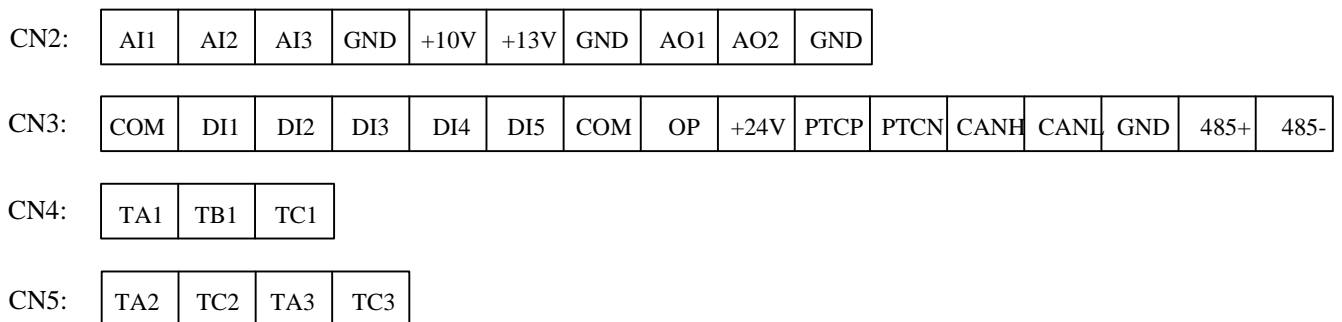 CN2: AI1 AI2 AI3 GND +10V +13V GND AO1 AO2 GND
CN3: COM DI1 DI2 DI3 DI4 DI5 COM OP +24V PTCP PTCN CANH CANL GND 485+ 485-
CN4: TA1 TB1 TC1
CN5: TA2 TC2 TA3 TC3